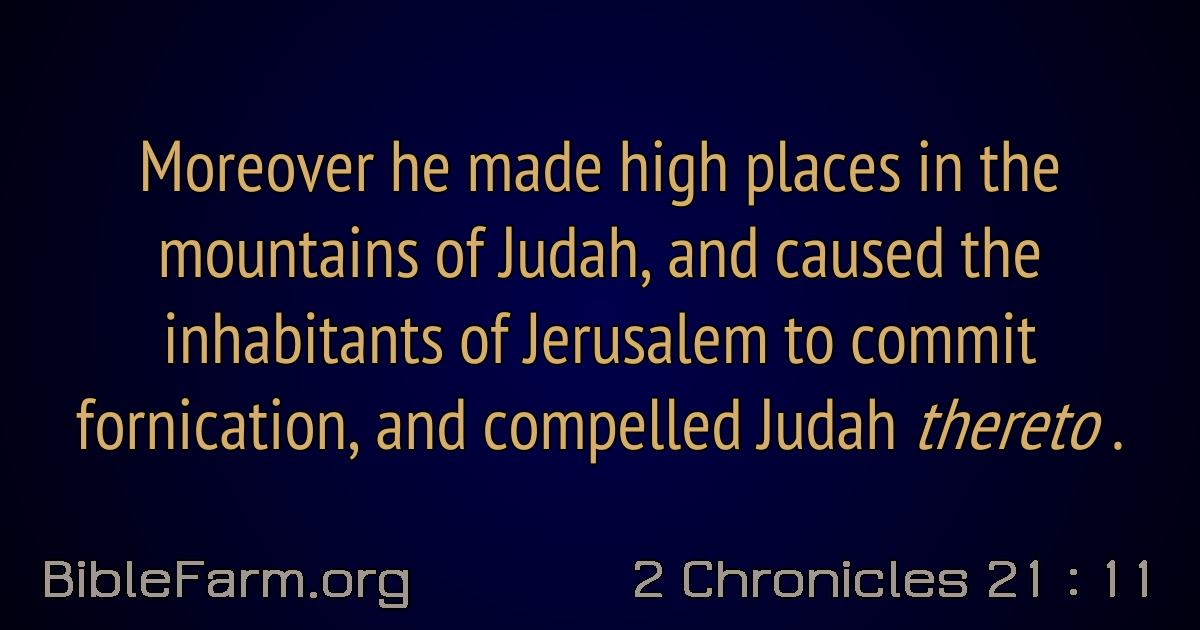 Moreover he made high places in the
mountains of Judah, and caused the
inhabitants of Jerusalem to commit
fornication, and compelled Judah thereto .
BibleFarm.org
2 Chronicles 21 : 11